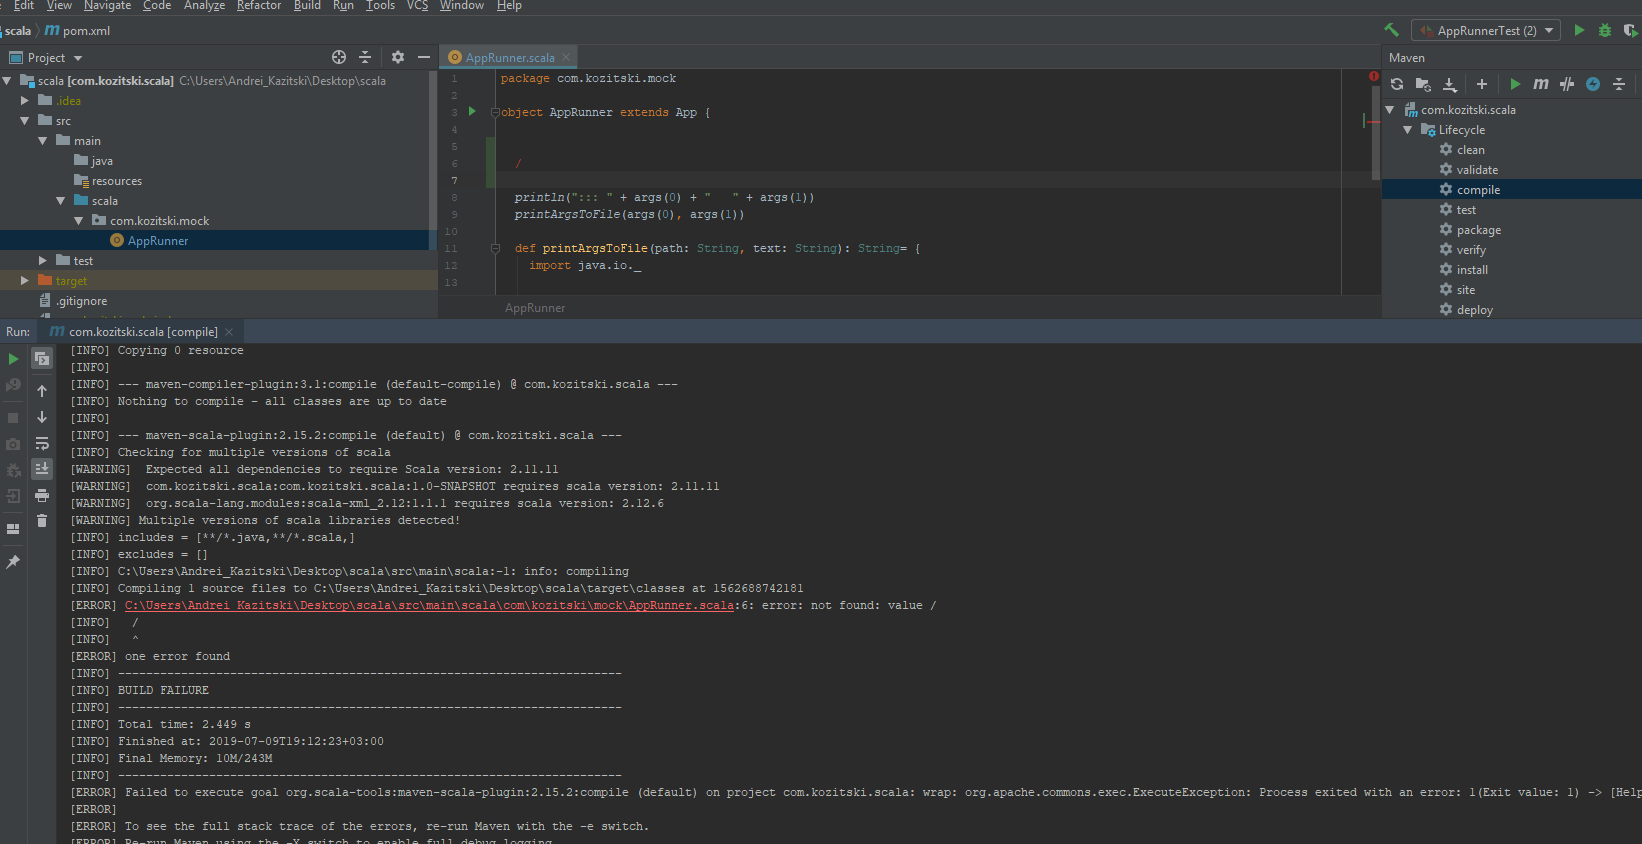 Edit View Navigate Code Analyze Refactor Build Run Tools VCS Window Help
scala pom.xml
AppRunnerTest (2)
Project
scala [com.kozitski.scala] C:\Users\Andrei_Kazitski\Desktop\scala
.idea
src
main
java
resources
scala
com.kozitski.mock
AppRunner
test
target
.gitignore
AppRunner.scala
1 package com.kozitski.mock
2
3 object AppRunner extends App {
4
5
6 /
7
8 println("::: " + args(0) + "   " + args(1))
9 printArgsToFile(args(0), args(1))
10
11 def printArgsToFile(path: String, text: String): String= {
12 import java.io._
13
AppRunner
Maven
com.kozitski.scala
Lifecycle
clean
validate
compile
test
package
verify
install
site
deploy
Run: com.kozitski.scala [compile]
[INFO] Copying 0 resource
[INFO]
[INFO] --- maven-compiler-plugin:3.1:compile (default-compile) @ com.kozitski.scala ---
[INFO] Nothing to compile - all classes are up to date
[INFO]
[INFO] --- maven-scala-plugin:2.15.2:compile (default) @ com.kozitski.scala ---
[INFO] Checking for multiple versions of scala
[WARNING]  Expected all dependencies to require Scala version: 2.11.11
[WARNING]  com.kozitski.scala:com.kozitski.scala:1.0-SNAPSHOT requires scala version: 2.11.11
[WARNING]  org.scala-lang.modules:scala-xml_2.12:1.1.1 requires scala version: 2.12.6
[WARNING] Multiple versions of scala libraries detected!
[INFO] includes = [**/*.java,**/*.scala,]
[INFO] excludes = []
[INFO] C:\Users\Andrei_Kazitski\Desktop\scala\src\main\scala:-1: info: compiling
[INFO] Compiling 1 source files to C:\Users\Andrei_Kazitski\Desktop\scala\target\classes at 1562688742181
[ERROR] C:\Users\Andrei_Kazitski\Desktop\scala\src\main\scala\com\kozitski\mock\AppRunner.scala:6: error: not found: value /
[INFO]   /
[INFO]   ^
[ERROR] one error found
[INFO] ------------------------------------------------------------------------
[INFO] BUILD FAILURE
[INFO] ------------------------------------------------------------------------
[INFO] Total time: 2.449 s
[INFO] Finished at: 2019-07-09T19:12:23+03:00
[INFO] Final Memory: 10M/243M
[INFO] ------------------------------------------------------------------------
[ERROR] Failed to execute goal org.scala-tools:maven-scala-plugin:2.15.2:compile (default) on project com.kozitski.scala: wrap: org.apache.commons.exec.ExecuteException: Process exited with an error: 1(Exit value: 1) -> [Help
[ERROR]
[ERROR] To see the full stack trace of the errors, re-run Maven with the -e switch.
[ERROR] Re-run Maven using the -X switch to enable full debug logging.